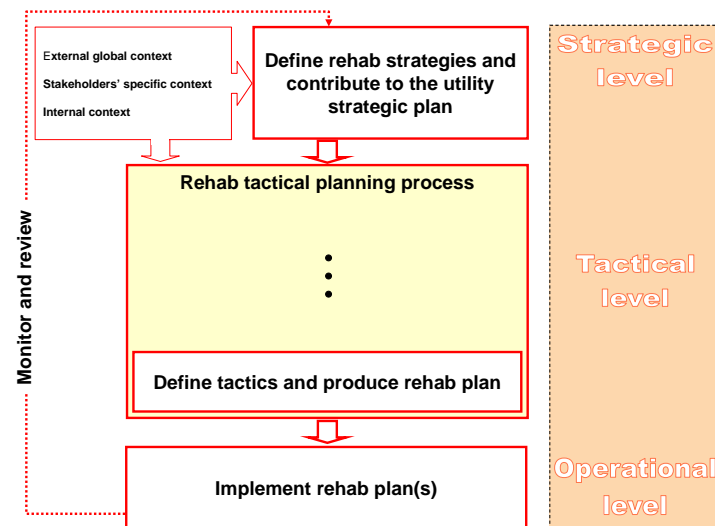 External global context
Stakeholders' specific context
Internal context
Define rehab strategies and
contribute to the utility
strategic plan
Strategic
level
Rehab tactical planning process
Tactical
level
Monitor and review
Define tactics and produce rehab plan
Implement rehab plan(s)
Operational
level